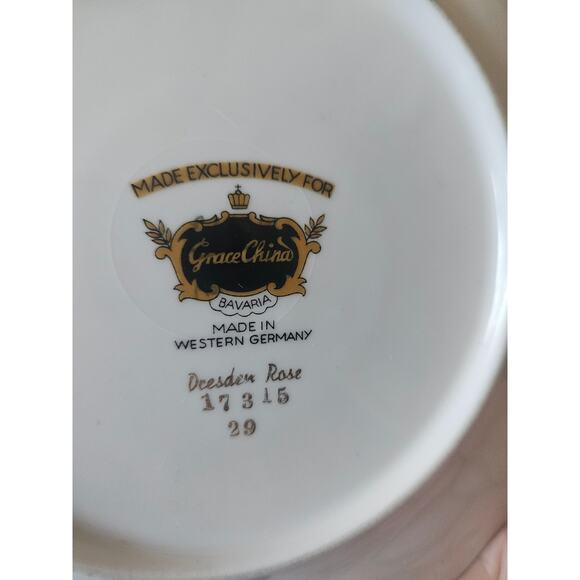 MADE EXCLUSIVELY FOR
Grace China
BAVARIA
MADE IN
WESTERN GERMANY
Dresden Rose
17315
29